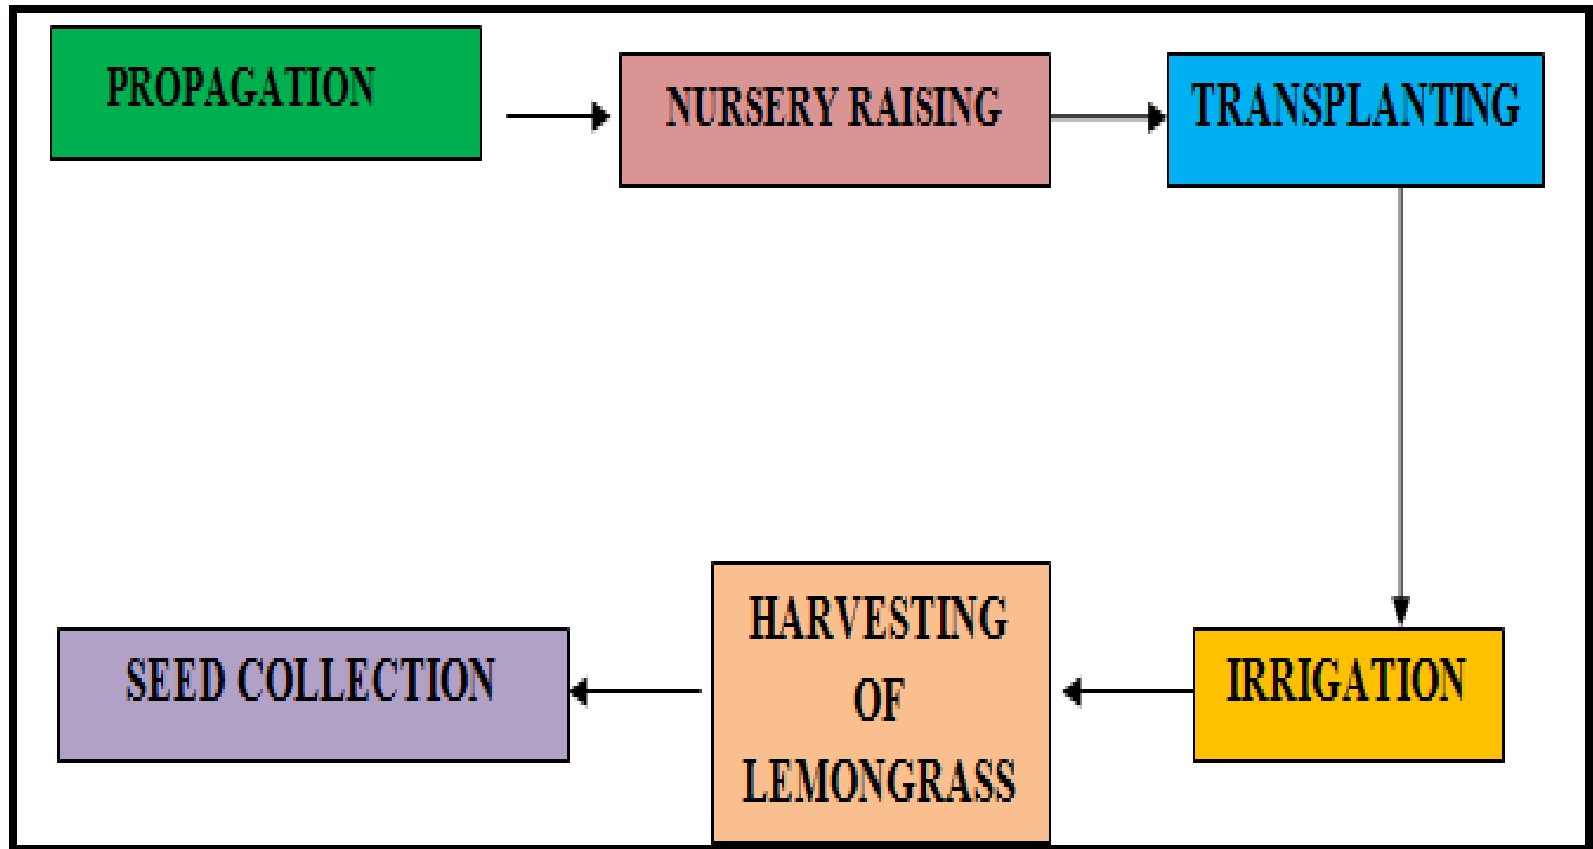 PROPAGATION
NURSERY RAISING
TRANSPLANTING
IRRIGATION
HARVESTING
OF
LEMONGRASS
SEED COLLECTION